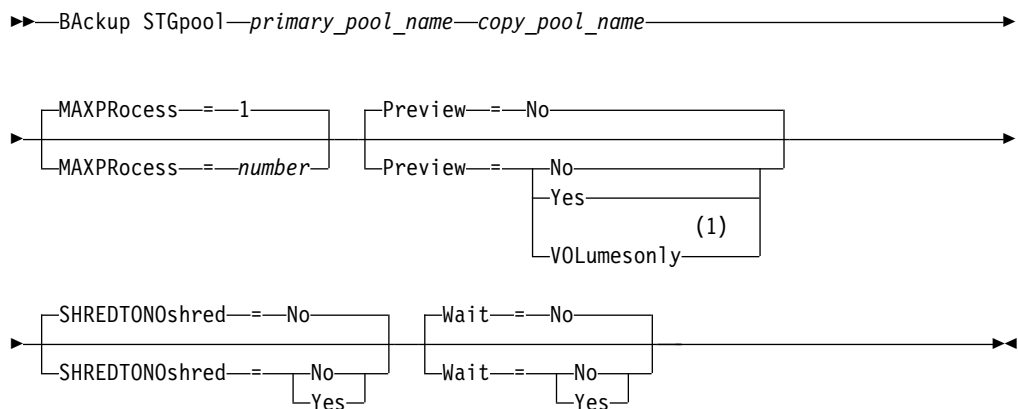 BAckup STGpool primary_pool_name copy_pool_name
MAXPRocess = 1 Preview = No
MAXPRocess = number Preview = No
Yes
(1)
VOLumesonly
SHREDTONOshred = No Wait = No
SHREDTONOshred = No Wait = No
Yes Yes